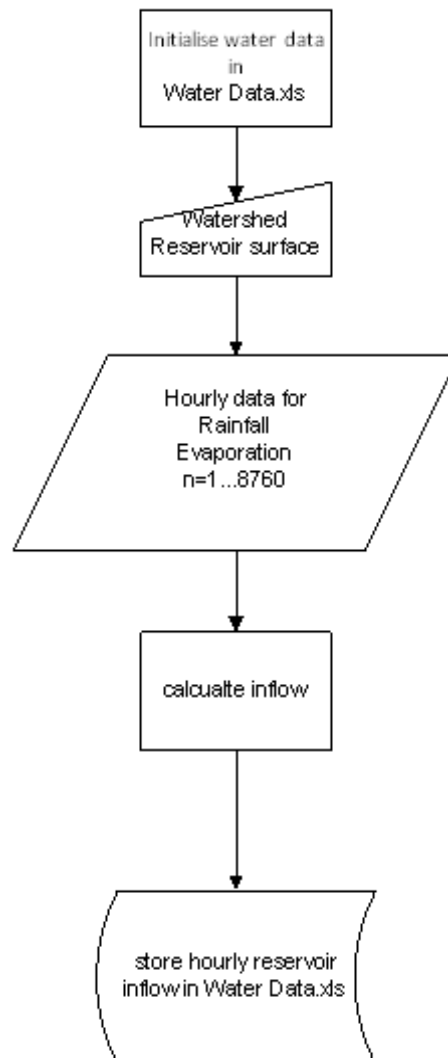 Initialise water data
in
Water Data.xls
Watershed
Reservoir surface
Hourly data for
Rainfall
Evaporation
n=1...8760
calcualte inflow
store hourly reservoir
inflow in Water Data.xls